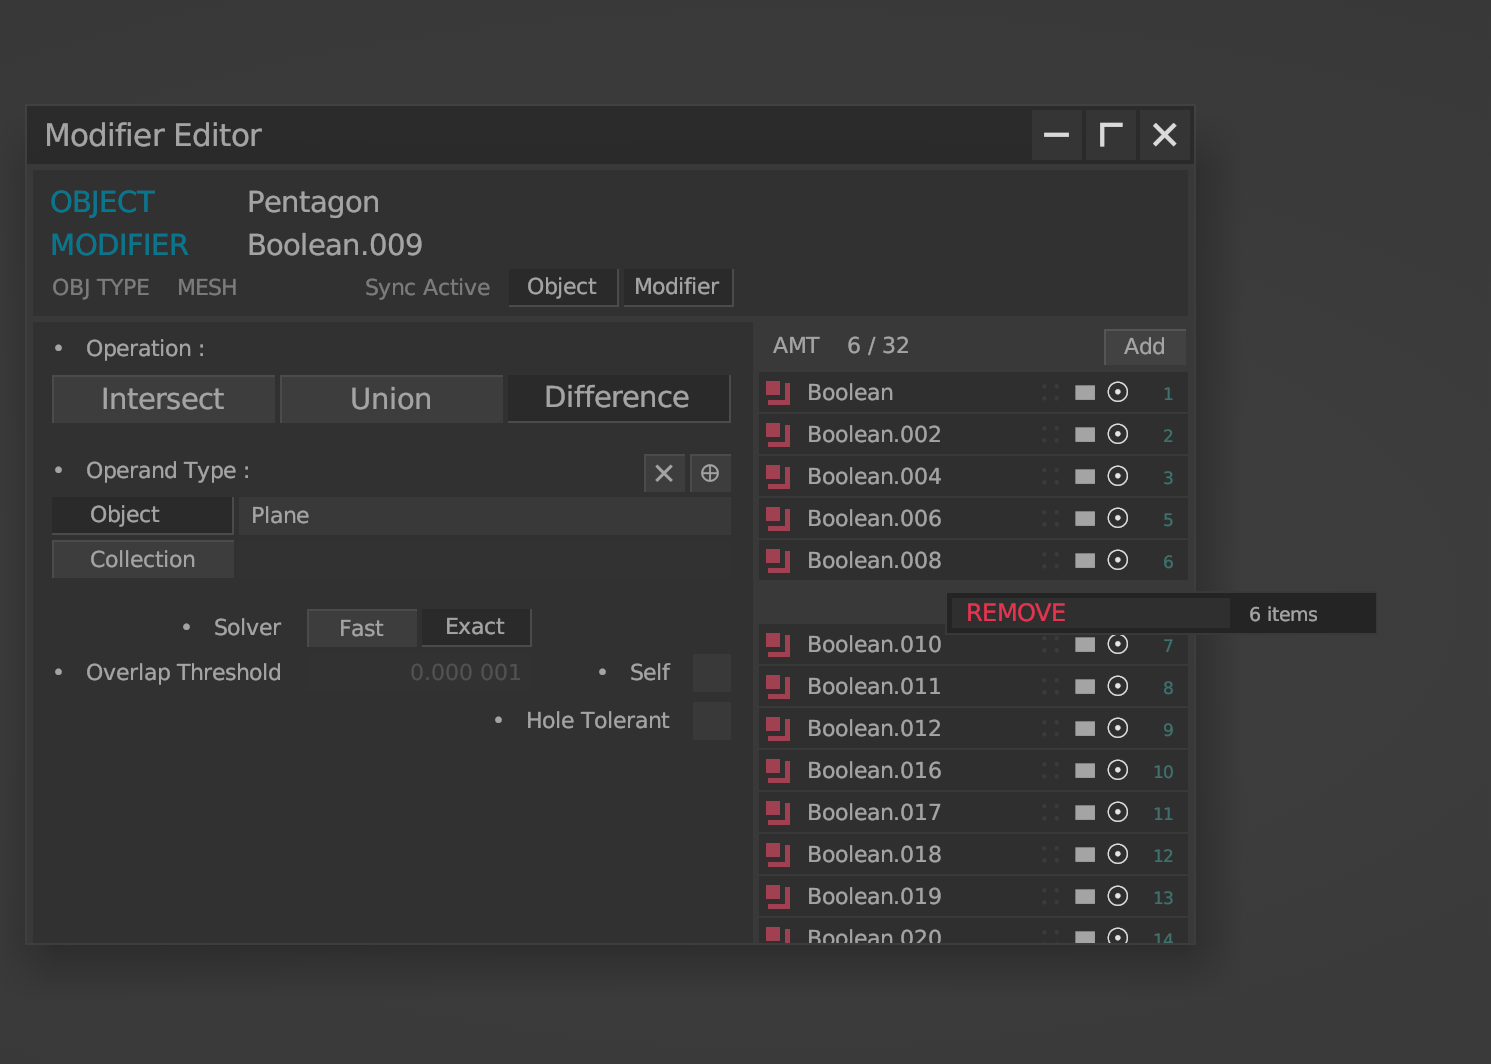 Modifier Editor
OBJECT Pentagon
MODIFIER Boolean.009
OBJ TYPE MESH Sync Active Object Modifier
• Operation :
Intersect Union Difference
• Operand Type :
Object Plane
Collection
• Solver Fast Exact
• Overlap Threshold 0.000 001 • Self
• Hole Tolerant
AMT 6 / 32 Add
Boolean 1
Boolean.002 2
Boolean.004 3
Boolean.006 5
Boolean.008 6
REMOVE 6 items
Boolean.010 7
Boolean.011 8
Boolean.012 9
Boolean.016 10
Boolean.017 11
Boolean.018 12
Boolean.019 13
Boolean.020 14